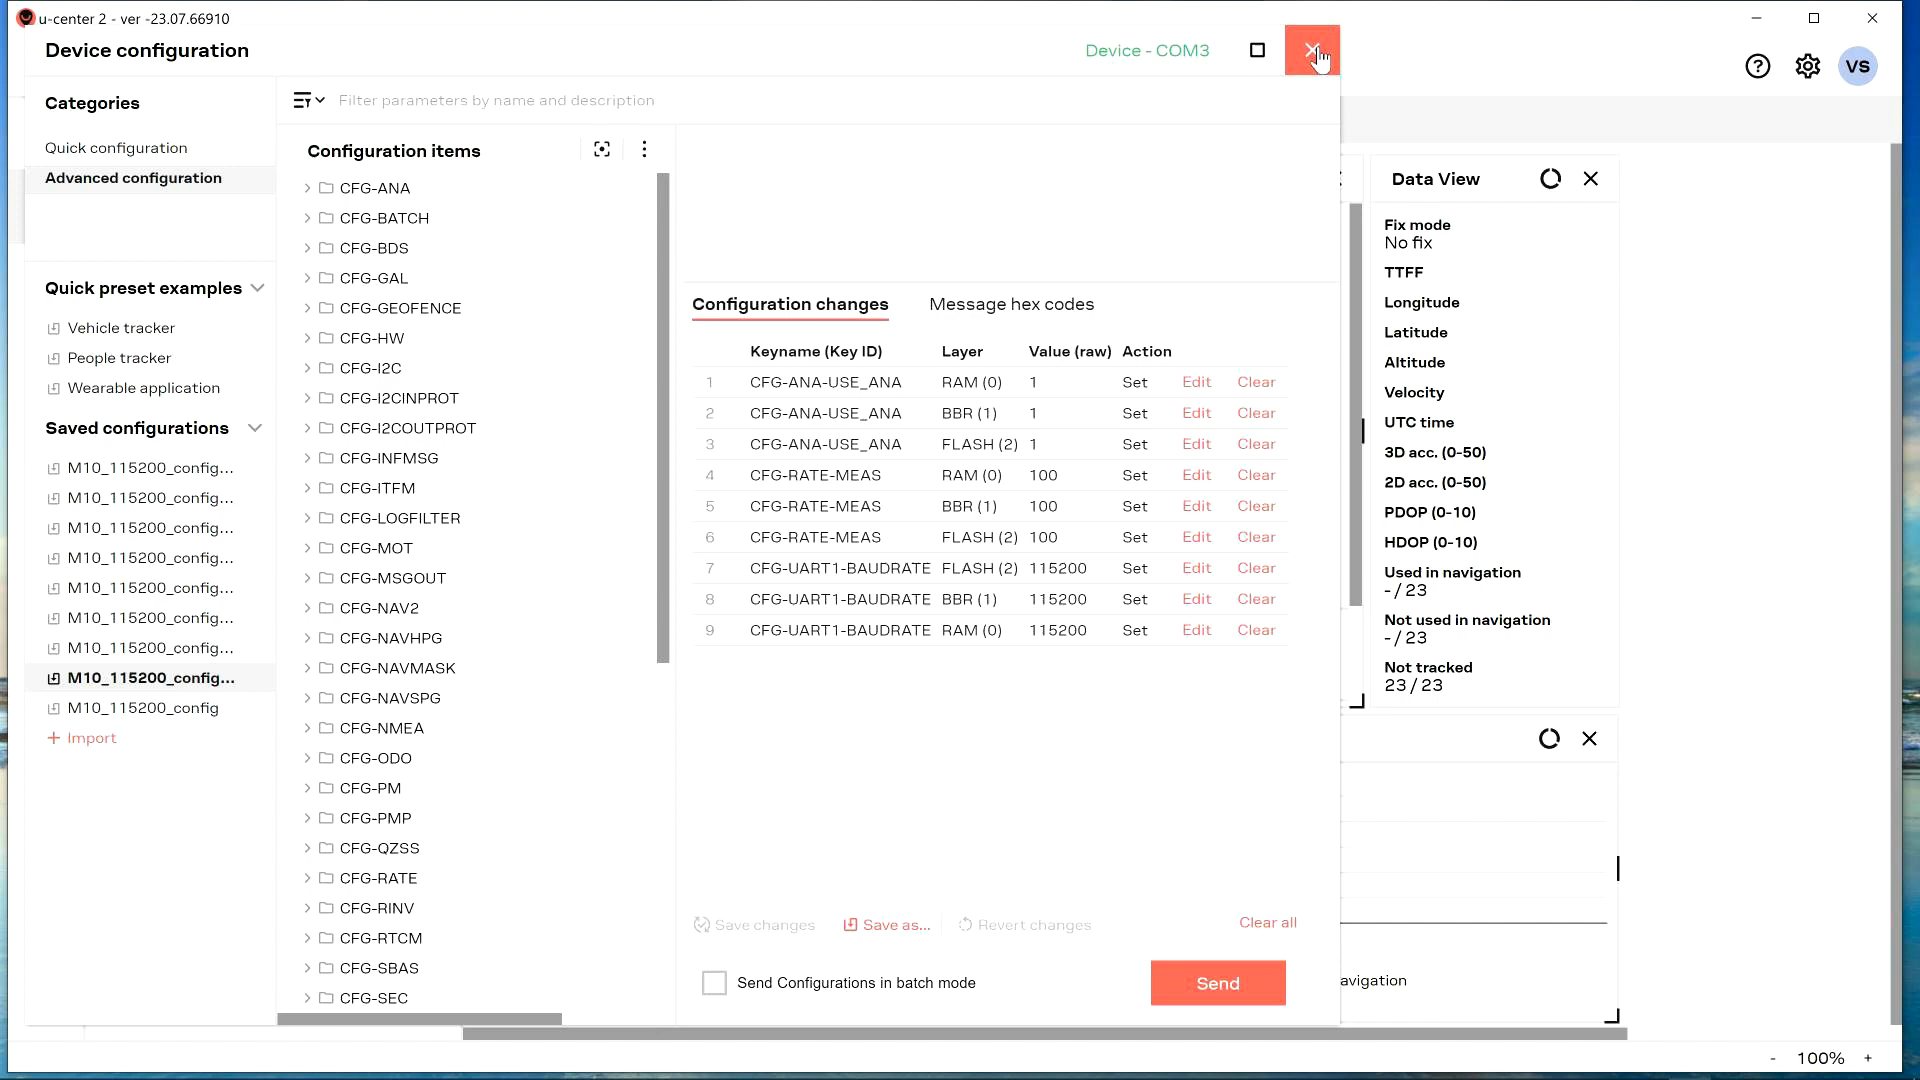 u-center 2 - ver -23.07.66910
Device configuration
Device - COM3
VS
Categories
Quick configuration
Advanced configuration
Quick preset examples
Vehicle tracker
People tracker
Wearable application
Saved configurations
M10_115200_config...
M10_115200_config...
M10_115200_config...
M10_115200_config...
M10_115200_config...
M10_115200_config...
M10_115200_config...
M10_115200_config...
M10_115200_config
+ Import
Filter parameters by name and description
Configuration items
CFG-ANA
CFG-BATCH
CFG-BDS
CFG-GAL
CFG-GEOFENCE
CFG-HW
CFG-I2C
CFG-I2CINPROT
CFG-I2COUTPROT
CFG-INFMSG
CFG-ITFM
CFG-LOGFILTER
CFG-MOT
CFG-MSGOUT
CFG-NAV2
CFG-NAVHPG
CFG-NAVMASK
CFG-NAVSPG
CFG-NMEA
CFG-ODO
CFG-PM
CFG-PMP
CFG-QZSS
CFG-RATE
CFG-RINV
CFG-RTCM
CFG-SBAS
CFG-SEC
Configuration changes Message hex codes
Keyname (Key ID) Layer Value (raw) Action
1 CFG-ANA-USE_ANA RAM (0) 1 Set Edit Clear
2 CFG-ANA-USE_ANA BBR (1) 1 Set Edit Clear
3 CFG-ANA-USE_ANA FLASH (2) 1 Set Edit Clear
4 CFG-RATE-MEAS RAM (0) 100 Set Edit Clear
5 CFG-RATE-MEAS BBR (1) 100 Set Edit Clear
6 CFG-RATE-MEAS FLASH (2) 100 Set Edit Clear
7 CFG-UART1-BAUDRATE FLASH (2) 115200 Set Edit Clear
8 CFG-UART1-BAUDRATE BBR (1) 115200 Set Edit Clear
9 CFG-UART1-BAUDRATE RAM (0) 115200 Set Edit Clear
Save changes Save as... Revert changes Clear all
Send Configurations in batch mode Send
Data View
Fix mode
No fix
TTFF
Longitude
Latitude
Altitude
Velocity
UTC time
3D acc. (0-50)
2D acc. (0-50)
PDOP (0-10)
HDOP (0-10)
Used in navigation
- / 23
Not used in navigation
- / 23
Not tracked
23 / 23
avigation
- 100% +